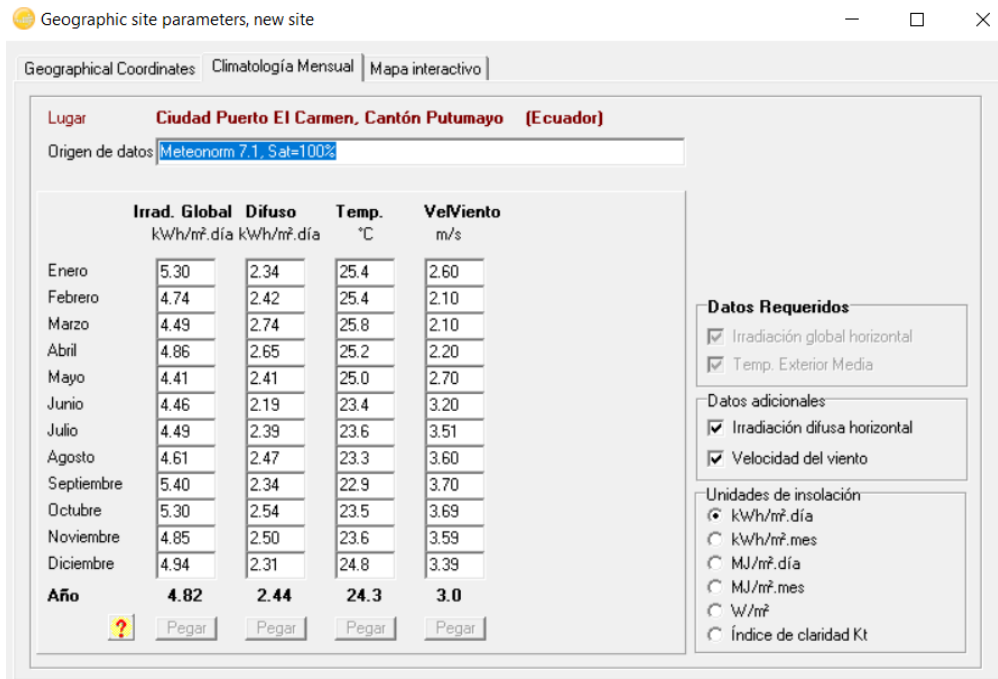 Geographic site parameters, new site
Geographical Coordinates Climatología Mensual Mapa interactivo
Lugar Ciudad Puerto El Carmen, Cantón Putumayo (Ecuador)
Origen de datos Meteonorm 7.1, Sat=100%
Irrad. Global Difuso Temp. VelViento
kWh/m².día kWh/m².día °C m/s
Enero 5.30 2.34 25.4 2.60
Febrero 4.74 2.42 25.4 2.10
Marzo 4.49 2.74 25.8 2.10
Abril 4.86 2.65 25.2 2.20
Mayo 4.41 2.41 25.0 2.70
Junio 4.46 2.19 23.4 3.20
Julio 4.49 2.39 23.6 3.51
Agosto 4.61 2.47 23.3 3.60
Septiembre 5.40 2.34 22.9 3.70
Octubre 5.30 2.54 23.5 3.69
Noviembre 4.85 2.50 23.6 3.59
Diciembre 4.94 2.31 24.8 3.39
Año 4.82 2.44 24.3 3.0
? Pegar Pegar Pegar Pegar
Datos Requeridos
Irradiación global horizontal
Temp. Exterior Media
Datos adicionales
Irradiación difusa horizontal
Velocidad del viento
Unidades de insolación
kWh/m².día
kWh/m².mes
MJ/m².día
MJ/m².mes
W/m²
Índice de claridad Kt